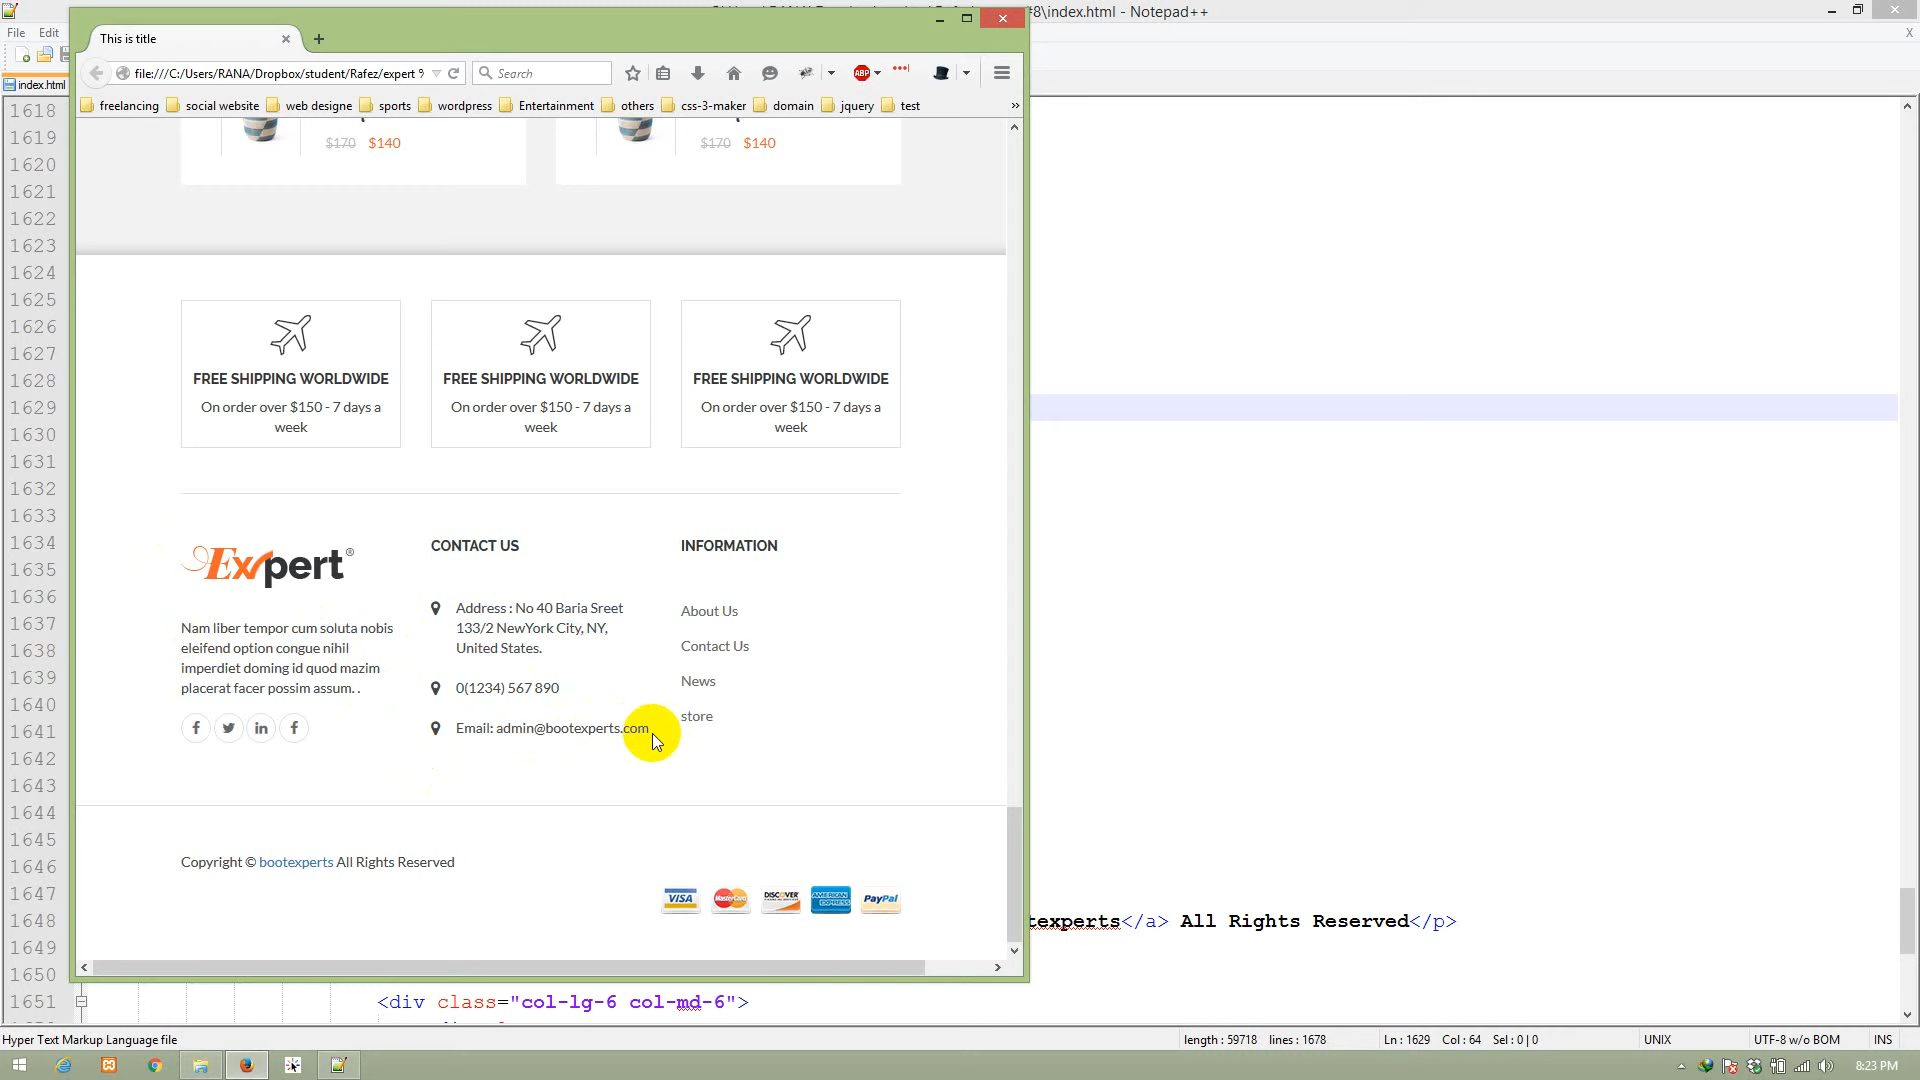 #8\index.html - Notepad++
File Edit
X
index.html
This is title
file:///C:/Users/RANA/Dropbox/student/Rafez/expert
Search
ABP
freelancing social website web designe sports wordpress Entertainment others css-3-maker domain jquery test »
$170 $140 $170 $140
FREE SHIPPING WORLDWIDE FREE SHIPPING WORLDWIDE FREE SHIPPING WORLDWIDE
On order over $150 - 7 days a On order over $150 - 7 days a On order over $150 - 7 days a
week week week
Expert®
Nam liber tempor cum soluta nobis
eleifend option congue nihil
imperdiet doming id quod mazim
placerat facer possim assum. .
CONTACT US
Address : No 40 Baria Sreet
133/2 NewYork City, NY,
United States.
0(1234) 567 890
Email: admin@bootexperts.com
INFORMATION
About Us
Contact Us
News
store
Copyright © bootexperts All Rights Reserved
VISA MasterCard DISCOVER AMERICAN EXPRESS PayPal
1618
1619
1620
1621
1622
1623
1624
1625
1626
1627
1628
1629
1630
1631
1632
1633
1634
1635
1636
1637
1638
1639
1640
1641
1642
1643
1644
1645
1646
1647
1648 texperts</a> All Rights Reserved</p>
1649
1650
1651 <div class="col-lg-6 col-md-6">
Hyper Text Markup Language file length : 59718 lines : 1678 Ln : 1629 Col : 64 Sel : 0 | 0 UNIX UTF-8 w/o BOM INS
8:23 PM